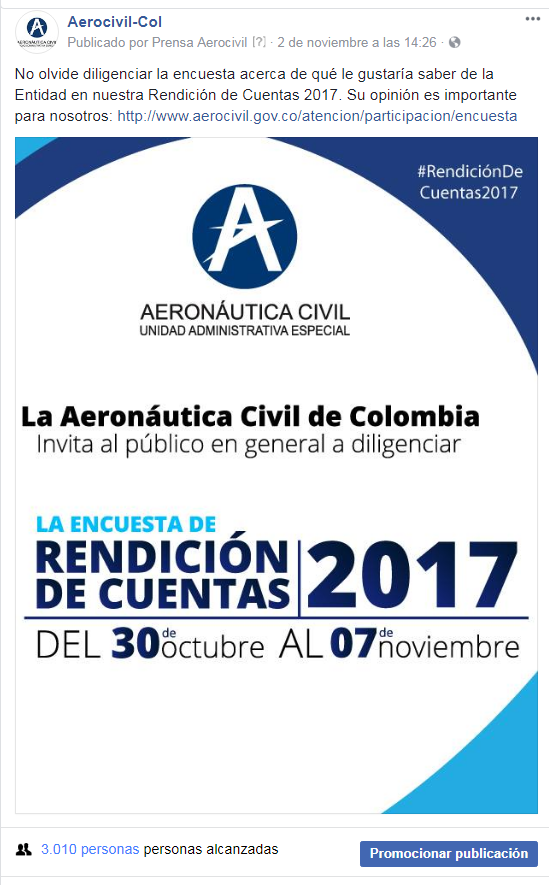 Aerocivil-Col
Publicado por Prensa Aerocivil [?] · 2 de noviembre a las 14:26 ·
No olvide diligenciar la encuesta acerca de qué le gustaría saber de la
Entidad en nuestra Rendición de Cuentas 2017. Su opinión es importante
para nosotros: http://www.aerocivil.gov.co/atencion/participacion/encuesta
#RendiciónDe
Cuentas2017
AERONÁUTICA CIVIL
UNIDAD ADMINISTRATIVA ESPECIAL
La Aeronáutica Civil de Colombia
Invita al público en general a diligenciar
LA ENCUESTA DE
RENDICIÓN
DE CUENTAS 2017
DEL 30 de octubre AL 07 de noviembre
3.010 personas personas alcanzadas
Promocionar publicación